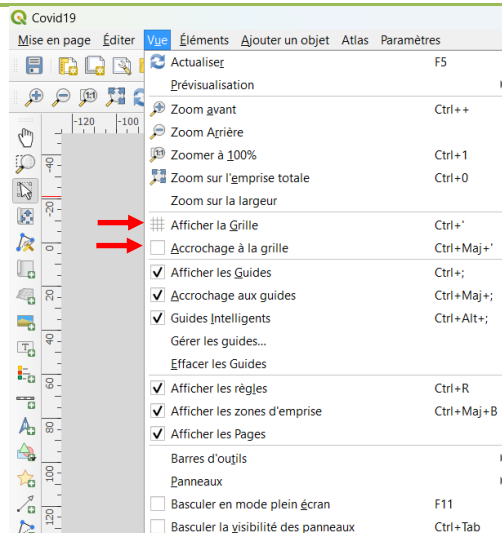 Covid19
Mise en page Éditer Vue Éléments Ajouter un objet Atlas Paramètres
Actualiser F5
Prévisualisation
Zoom avant Ctrl++
Zoom Arrière
Zoomer à 100% Ctrl+1
Zoom sur l'emprise totale Ctrl+0
Zoom sur la largeur
Afficher la Grille Ctrl+'
Accrochage à la grille Ctrl+Maj+'
Afficher les Guides Ctrl+;
Accrochage aux guides Ctrl+Maj+;
Guides Intelligents Ctrl+Alt+;
Gérer les guides...
Effacer les Guides
Afficher les règles Ctrl+R
Afficher les zones d'emprise Ctrl+Maj+B
Afficher les Pages
Barres d'outils
Panneaux
Basculer en mode plein écran F11
Basculer la visibilité des panneaux Ctrl+Tab
-120 -100
-40
-20
0
20
40
60
80
100
120